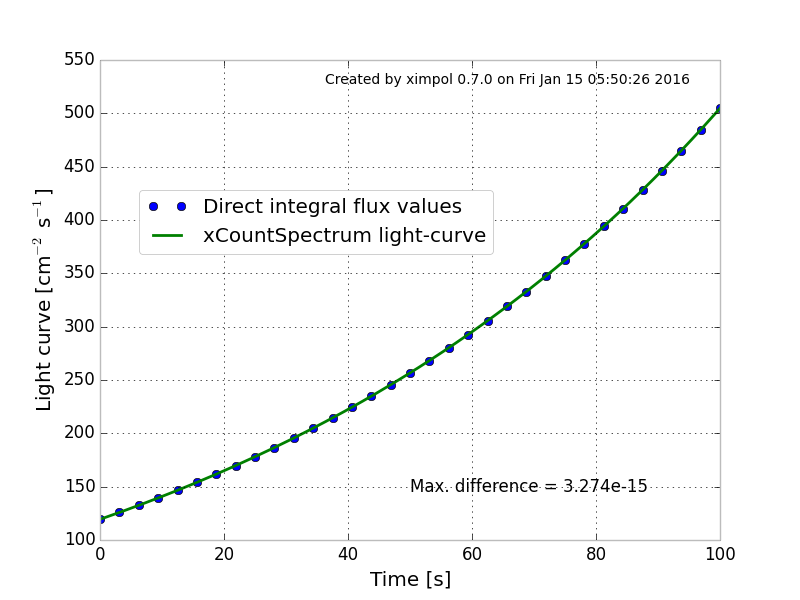 Created by ximpol 0.7.0 on Fri Jan 15 05:50:26 2016
550
500
450
400
350
300
250
200
150
100
Light curve [cm⁻² s⁻¹]
Direct integral flux values
xCountSpectrum light-curve
Max. difference = 3.274e-15
0 20 40 60 80 100
Time [s]